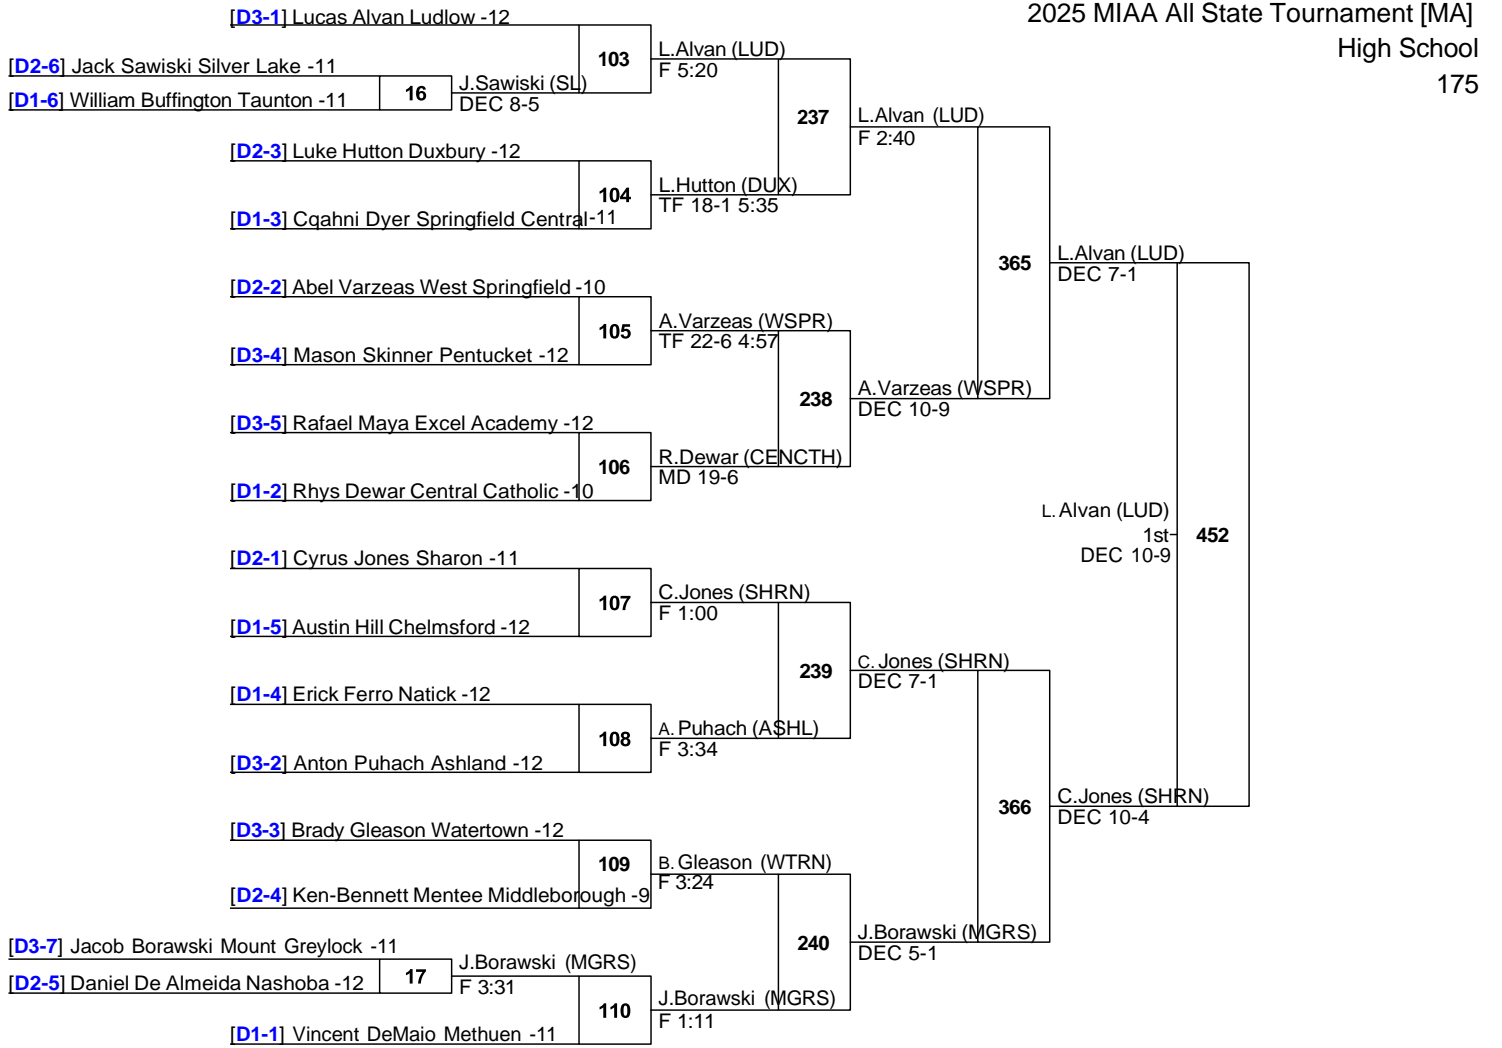 2025 MIAA All State Tournament [MA]
High School
175
[D3-1] Lucas Alvan Ludlow -12
103
L.Alvan (LUD)
F 5:20
[D2-6] Jack Sawiski Silver Lake -11
16
J.Sawiski (SL)
DEC 8-5
[D1-6] William Buffington Taunton -11
237
L.Alvan (LUD)
F 2:40
[D2-3] Luke Hutton Duxbury -12
104
L.Hutton (DUX)
TF 18-1 5:35
[D1-3] Cqahni Dyer Springfield Central-11
365
L.Alvan (LUD)
DEC 7-1
[D2-2] Abel Varzeas West Springfield -10
105
A.Varzeas (WSPR)
TF 22-6 4:57
[D3-4] Mason Skinner Pentucket -12
238
A.Varzeas (WSPR)
DEC 10-9
[D3-5] Rafael Maya Excel Academy -12
106
R.Dewar (CENCTH)
MD 19-6
[D1-2] Rhys Dewar Central Catholic -10
L. Alvan (LUD)
1st
452
DEC 10-9
[D2-1] Cyrus Jones Sharon -11
107
C.Jones (SHRN)
F 1:00
[D1-5] Austin Hill Chelmsford -12
239
C. Jones (SHRN)
DEC 7-1
[D1-4] Erick Ferro Natick -12
108
A. Puhach (ASHL)
F 3:34
[D3-2] Anton Puhach Ashland -12
366
C.Jones (SHRN)
DEC 10-4
[D3-3] Brady Gleason Watertown -12
109
B. Gleason (WTRN)
F 3:24
[D2-4] Ken-Bennett Mentee Middleborough -9
240
J.Borawski (MGRS)
DEC 5-1
[D3-7] Jacob Borawski Mount Greylock -11
17
J.Borawski (MGRS)
F 3:31
[D2-5] Daniel De Almeida Nashoba -12
110
J.Borawski (MGRS)
F 1:11
[D1-1] Vincent DeMaio Methuen -11